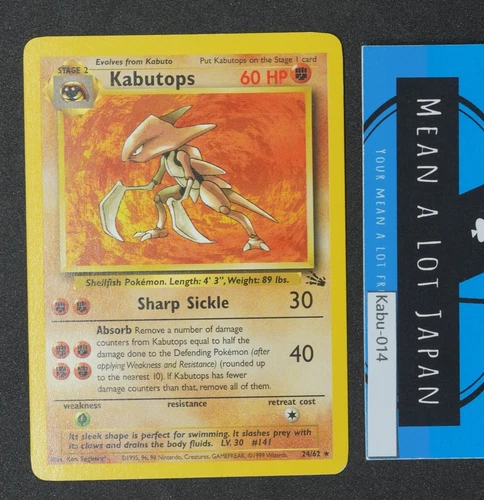 Evolves from Kabuto
Put Kabutops on the Stage 1 card
STAGE 2
Kabutops
60 HP
Shellfish Pokémon. Length: 4' 3", Weight: 89 lbs.
Sharp Sickle 30
Absorb Remove a number of damage
counters from Kabutops equal to half the
damage done to the Defending Pokémon (after
applying Weakness and Resistance) (rounded up
to the nearest 10). If Kabutops has fewer
damage counters than that, remove all of them.
40
weakness
resistance
retreat cost
Its sleek shape is perfect for swimming. It slashes prey with
its claws and drains the body fluids. LV. 30 #141
Illus. Ken Sugimori
©1995, 96, 98 Nintendo, Creatures, GAMEFREAK. ©1999 Wizards.
24/62 ★
MEAN A LOT JAPAN
YOUR MEAN A LOT
Kabu-014